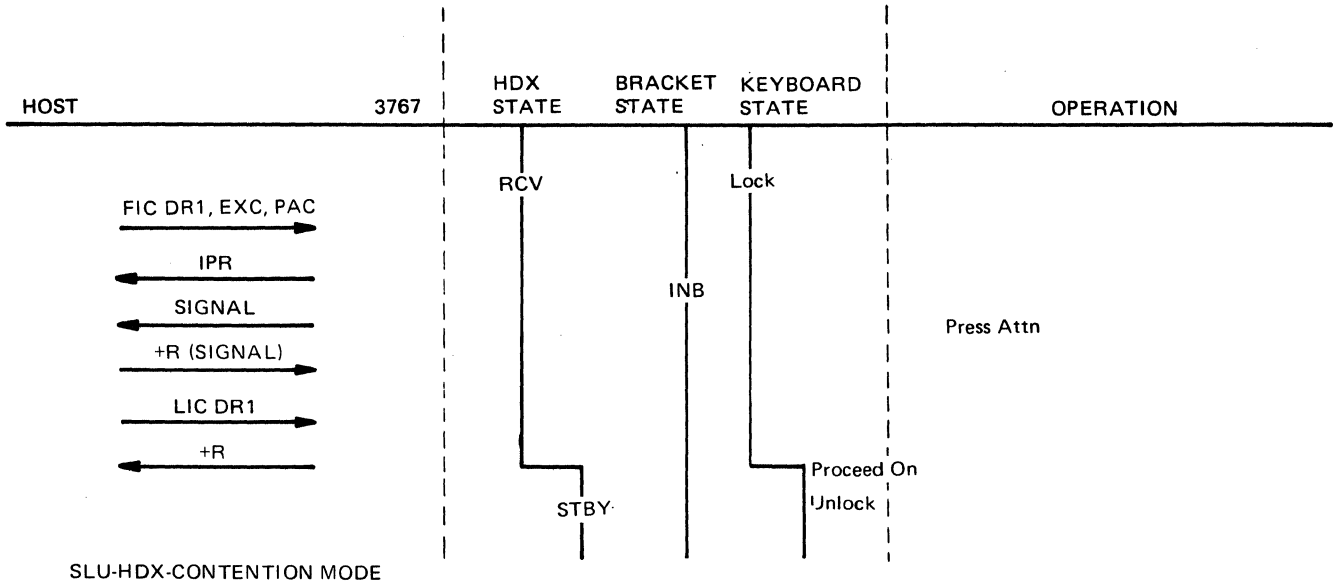 HOST 3767 HDX STATE BRACKET STATE KEYBOARD STATE OPERATION
RCV Lock
FIC DR1, EXC, PAC
IPR
INB
SIGNAL
Press Attn
+R (SIGNAL)
LIC DR1
+R
Proceed On
STBY Unlock
SLU-HDX-CONTENTION MODE